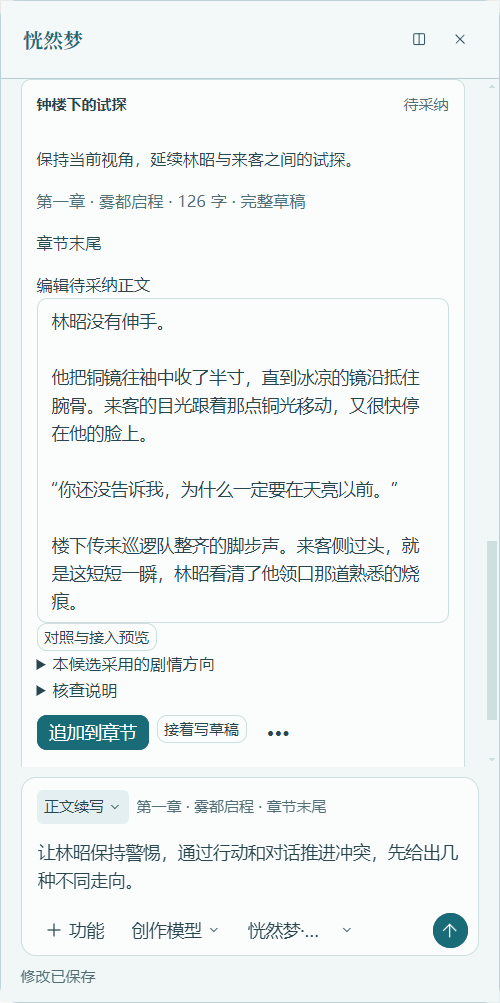 恍然梦
钟楼下的试探 待采纳
保持当前视角，延续林昭与来客之间的试探。
第一章 · 雾都启程 · 126 字 · 完整草稿
章节末尾
编辑待采纳正文
林昭没有伸手。
他把铜镜往袖中收了半寸，直到冰凉的镜沿抵住
腕骨。来客的目光跟着那点铜光移动，又很快停
在他的脸上。
“你还没告诉我，为什么一定要在天亮以前。”
楼下传来巡逻队整齐的脚步声。来客侧过头，就
是这短短一瞬，林昭看清了他领口那道熟悉的烧
痕。
对照与接入预览
▶ 本候选采用的剧情方向
▶ 核查说明
追加到章节 接着写草稿 •••
正文续写 第一章 · 雾都启程 · 章节末尾
让林昭保持警惕，通过行动和对话推进冲突，先给出几
种不同走向。
＋ 功能 创作模型 恍然梦·...
修改已保存